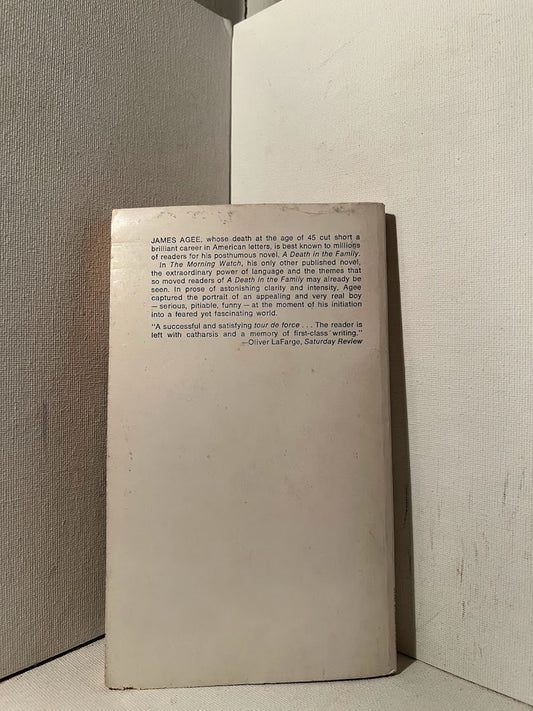 JAMES AGEE, whose death at the age of 45 cut short a
brilliant career in American letters, is best known to millions
of readers for his posthumous novel, A Death in the Family.
In The Morning Watch, his only other published novel,
the extraordinary power of language and the themes that
so moved readers of A Death in the Family may already be
seen. In prose of astonishing clarity and intensity, Agee
captured the portrait of an appealing and very real boy
—serious, pitiable, funny—at the moment of his initiation
into a feared yet fascinating world.
"A successful and satisfying tour de force . . . The reader is
left with catharsis and a memory of first-class writing."
—Oliver LaFarge, Saturday Review